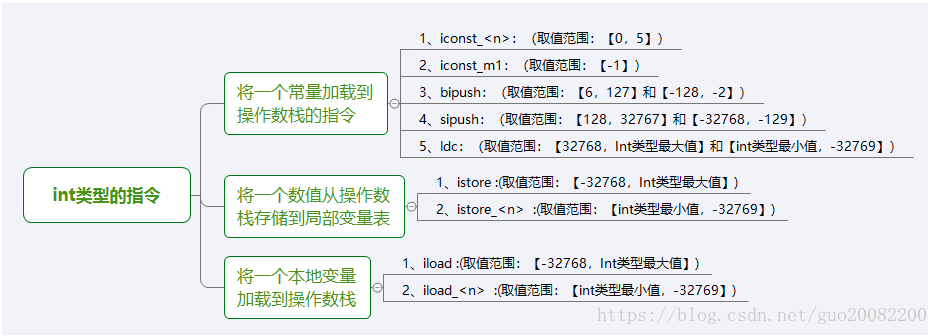 int类型的指令
将一个常量加载到
操作数栈的指令
1、iconst_<n>：（取值范围：【0，5】）
2、iconst_m1：（取值范围：【-1】）
3、bipush：（取值范围：【6，127】和【-128，-2】）
4、sipush：（取值范围：【128，32767】和【-32768，-129】）
5、ldc：（取值范围：【32768，Int类型最大值】和【int类型最小值，-32769】）
将一个数值从操作数
栈存储到局部变量表
1、istore :(取值范围：【-32768，Int类型最大值】)
2、istore_<n> :(取值范围：【int类型最小值，-32769】)
将一个本地变量
加载到操作数栈
1、iload :(取值范围：【-32768，Int类型最大值】)
2、iload_<n> :(取值范围：【int类型最小值，-32769】)
https://blog.csdn.net/guo20082200